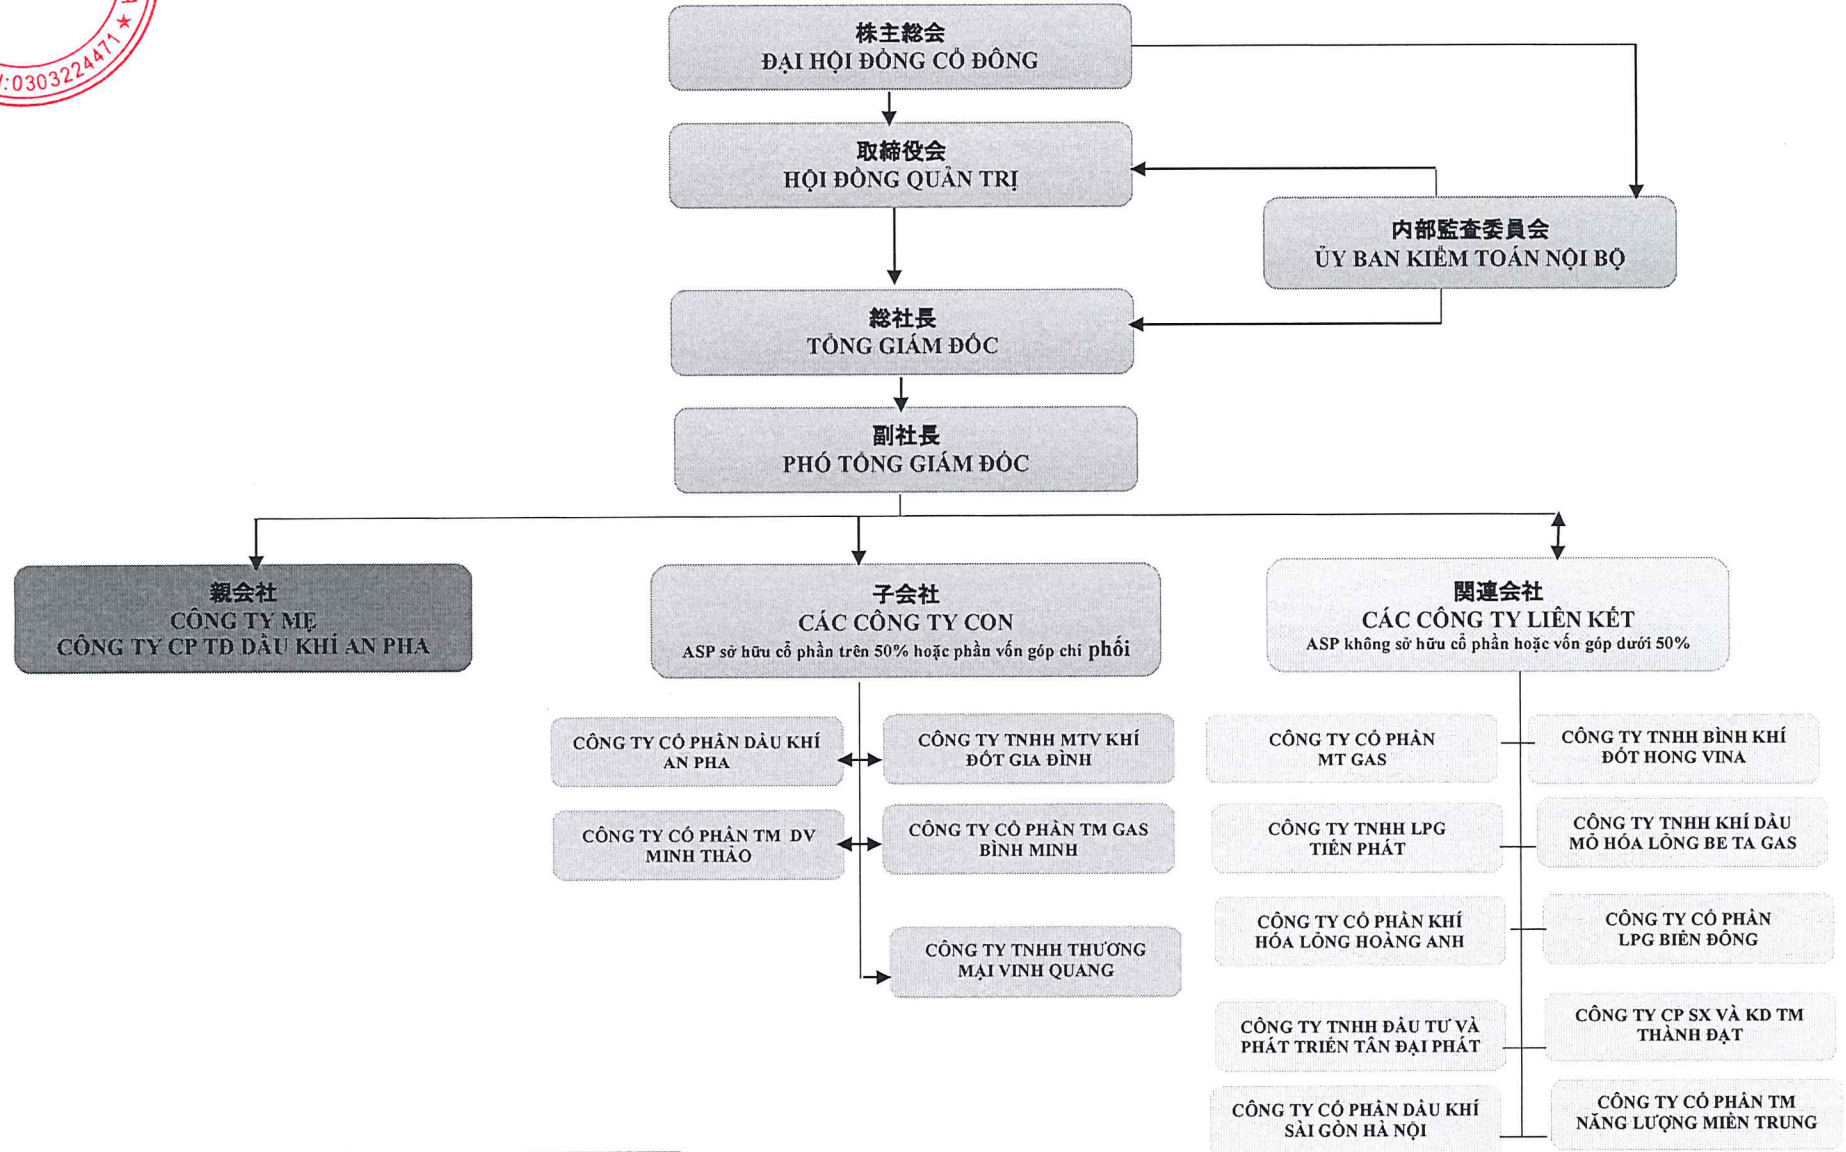 :0303224471 ★
株主総会
ĐẠI HỘI ĐỒNG CỔ ĐÔNG
取締役会
HỘI ĐỒNG QUẢN TRỊ
内部監査委員会
ỦY BAN KIỂM TOÁN NỘI BỘ
総社長
TỔNG GIÁM ĐỐC
副社長
PHÓ TỔNG GIÁM ĐỐC
親会社
CÔNG TY MẸ
CÔNG TY CP TĐ DẦU KHÍ AN PHA
子会社
CÁC CÔNG TY CON
ASP sở hữu cổ phần trên 50% hoặc phần vốn góp chi phối
関連会社
CÁC CÔNG TY LIÊN KẾT
ASP không sở hữu cổ phần hoặc vốn góp dưới 50%
CÔNG TY CỔ PHẦN DẦU KHÍ
AN PHA
CÔNG TY TNHH MTV KHÍ
ĐỐT GIA ĐÌNH
CÔNG TY CỔ PHẦN TM DV
MINH THẢO
CÔNG TY CỔ PHẦN TM GAS
BÌNH MINH
CÔNG TY TNHH THƯƠNG
MẠI VINH QUANG
CÔNG TY CỔ PHẦN
MT GAS
CÔNG TY TNHH BÌNH KHÍ
ĐỐT HONG VINA
CÔNG TY TNHH LPG
TIẾN PHÁT
CÔNG TY TNHH KHÍ DẦU
MỎ HÓA LỎNG BE TA GAS
CÔNG TY CỔ PHẦN KHÍ
HÓA LỎNG HOÀNG ANH
CÔNG TY CỔ PHẦN
LPG BIỂN ĐÔNG
CÔNG TY TNHH ĐẦU TƯ VÀ
PHÁT TRIỂN TÂN ĐẠI PHÁT
CÔNG TY CP SX VÀ KD TM
THÀNH ĐẠT
CÔNG TY CỔ PHẦN DẦU KHÍ
SÀI GÒN HÀ NỘI
CÔNG TY CỔ PHẦN TM
NĂNG LƯỢNG MIỀN TRUNG